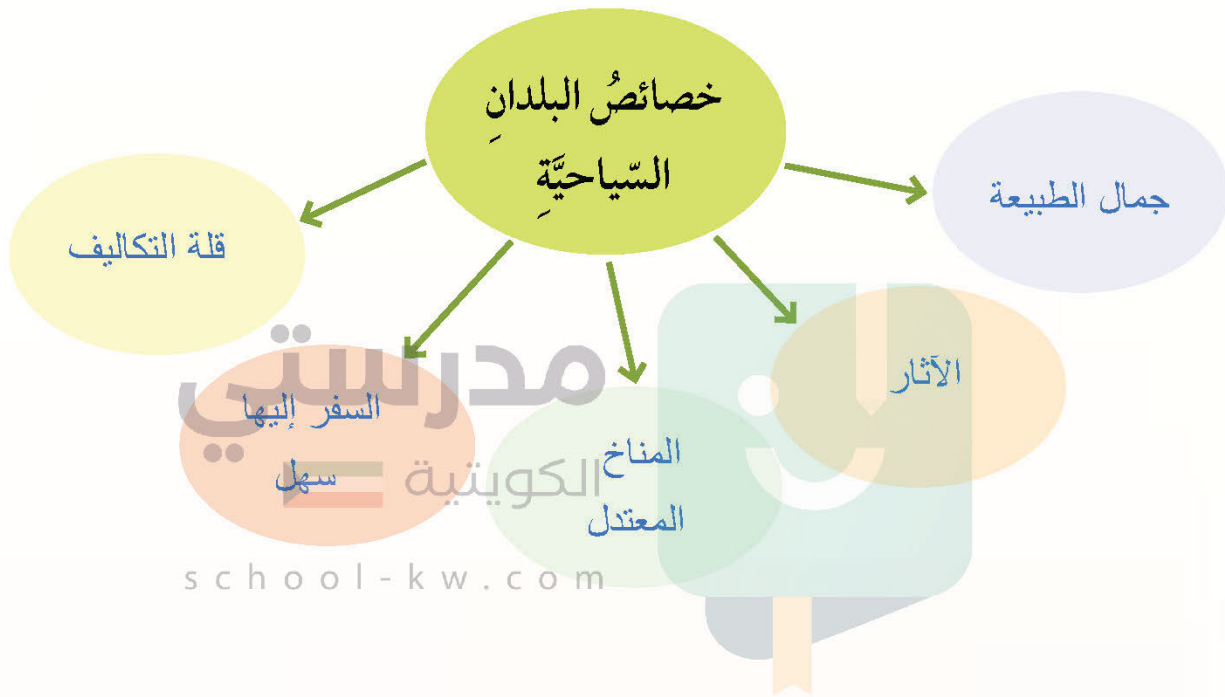 خصائصُ البلدانِ
السّياحيَّةِ
جمال الطبيعة
الآثار
المناخ
المعتدل
السفر إليها
سهل
قلة التكاليف
مدرستي
الكويتية
school-kw.com